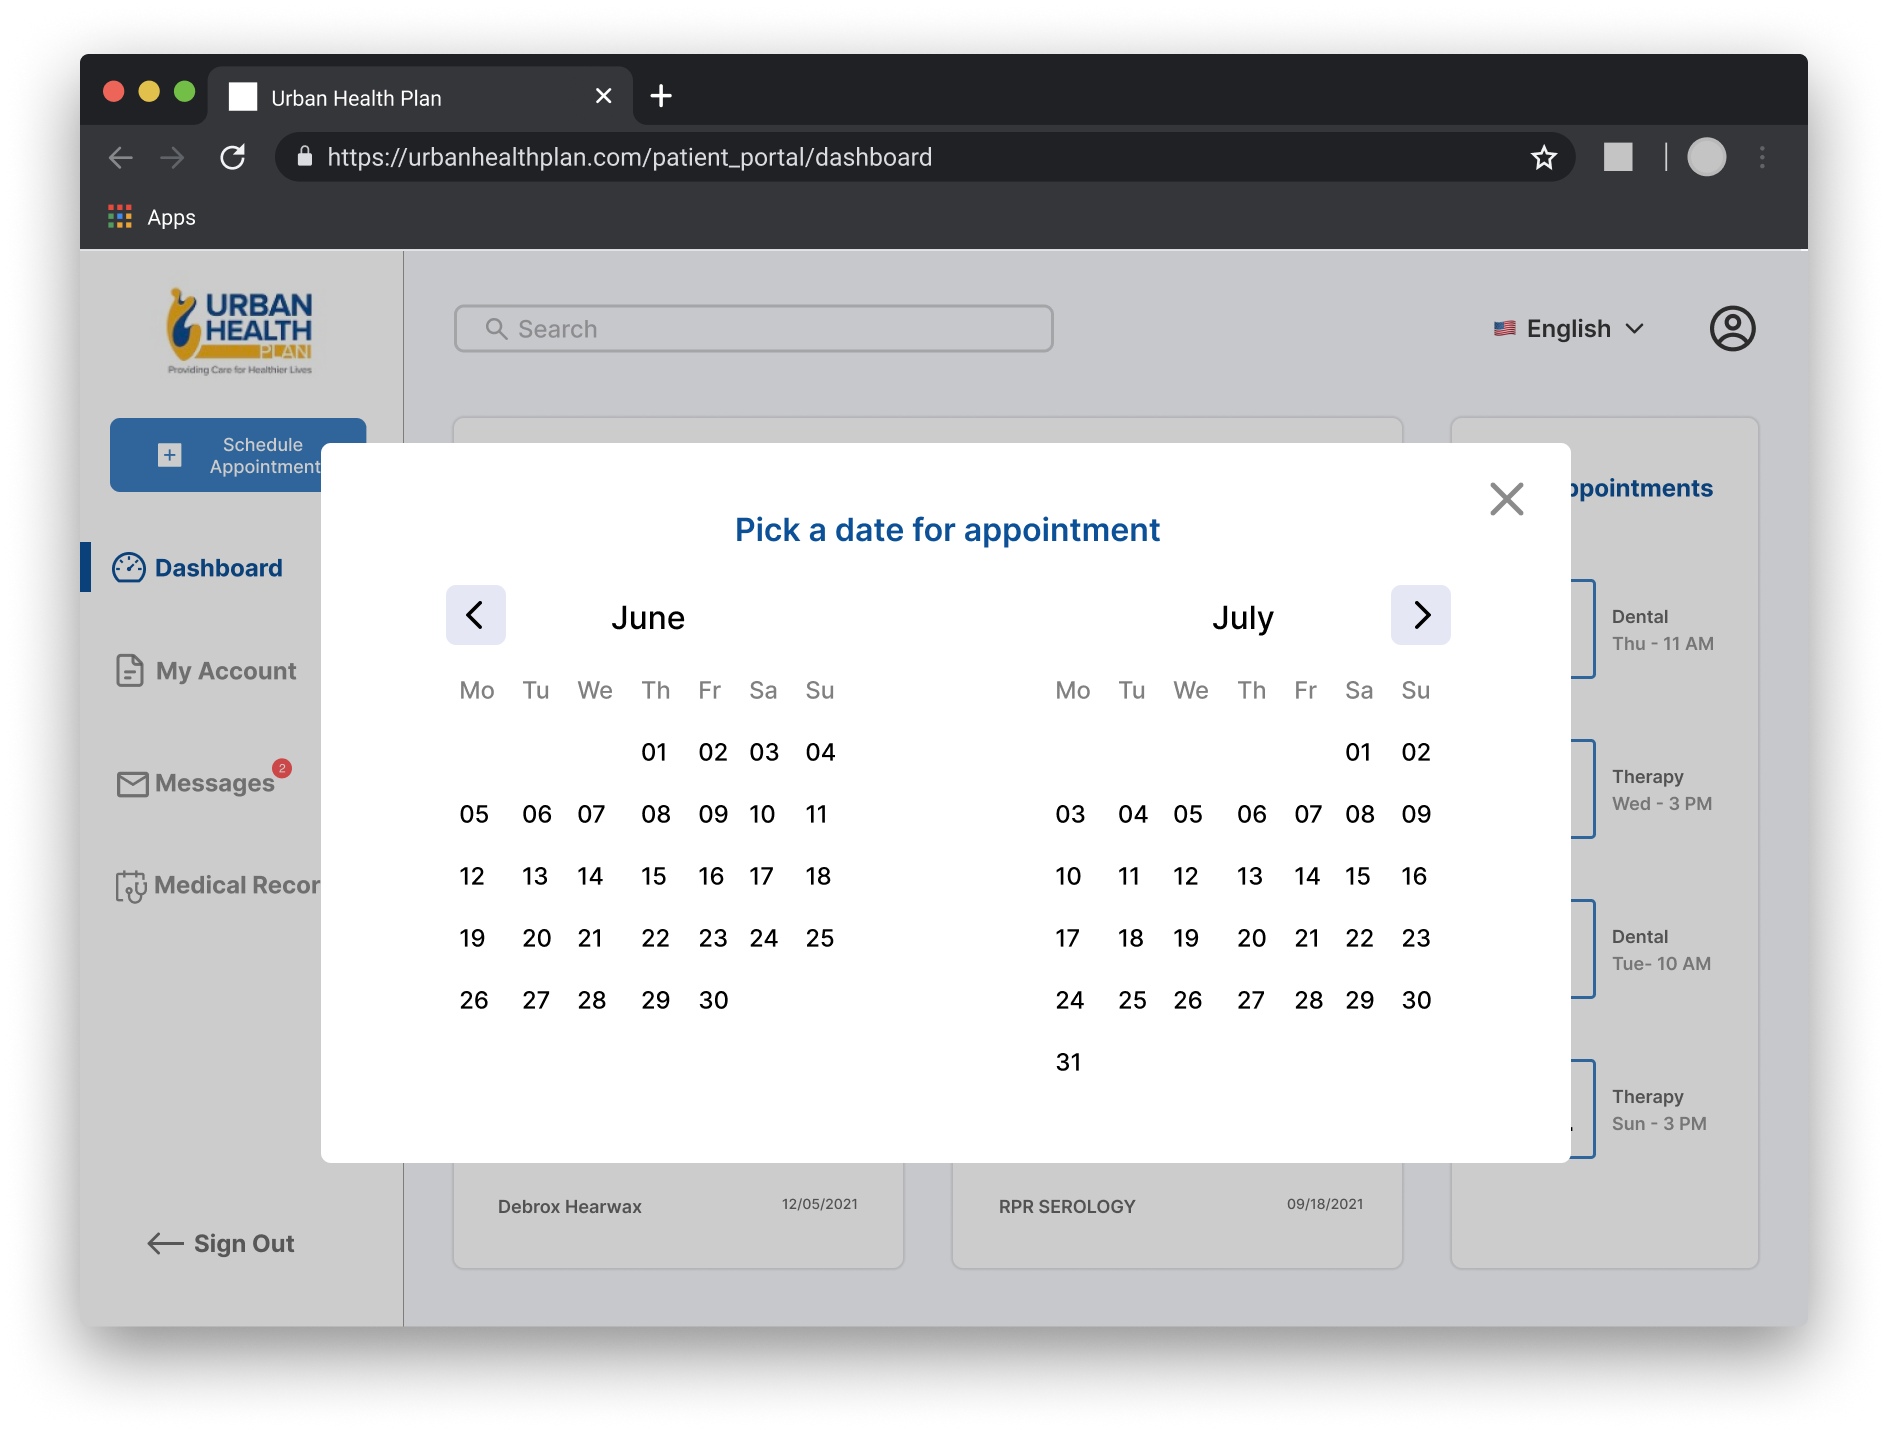 Urban Health Plan
https://urbanhealthplan.com/patient_portal/dashboard
Apps
URBAN
HEALTH
PLAN
Providing Care for Healthier Lives
Search
English
Schedule
Appointment
Dashboard
My Account
Messages
2
Medical Recor
Sign Out
Pick a date for appointment
June
Mo Tu We Th Fr Sa Su
01 02 03 04
05 06 07 08 09 10 11
12 13 14 15 16 17 18
19 20 21 22 23 24 25
26 27 28 29 30
July
Mo Tu We Th Fr Sa Su
01 02
03 04 05 06 07 08 09
10 11 12 13 14 15 16
17 18 19 20 21 22 23
24 25 26 27 28 29 30
31
ppointments
Dental
Thu - 11 AM
Therapy
Wed - 3 PM
Dental
Tue- 10 AM
Therapy
Sun - 3 PM
Debrox Hearwax 12/05/2021
RPR SEROLOGY 09/18/2021